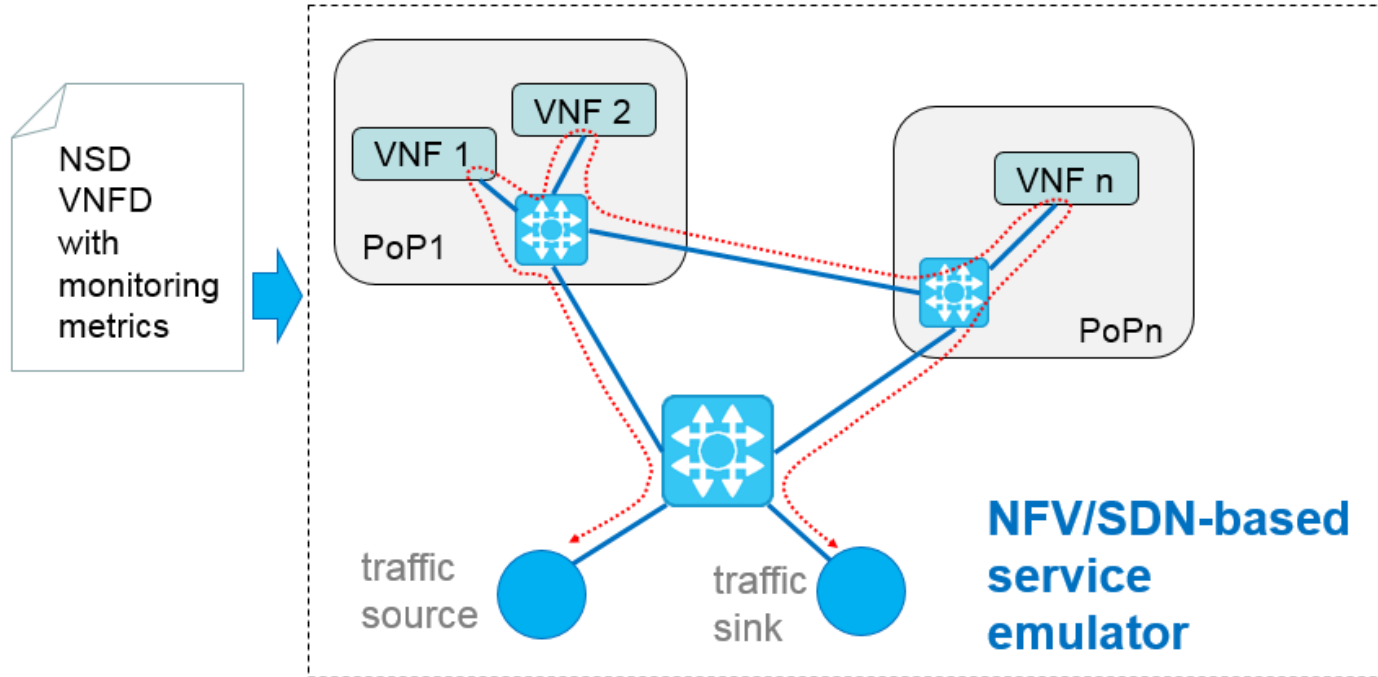 NSD
VNFD
with
monitoring
metrics
VNF 1
VNF 2
PoP1
VNF n
PoPn
traffic
source
traffic
sink
NFV/SDN-based
service
emulator